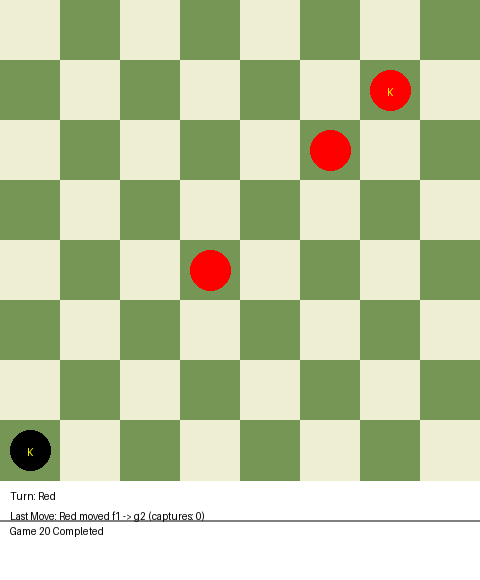 K
K
Turn: Red
Last Move: Red moved f1 -> g2 (captures: 0)
Game 20 Completed